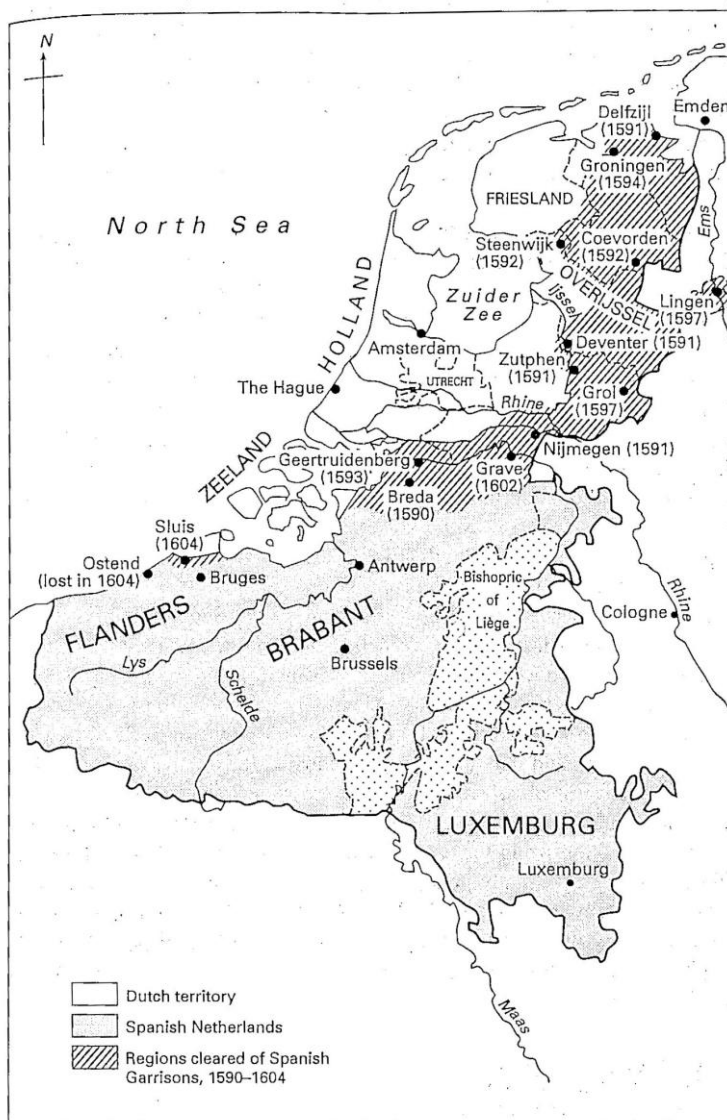 N
North Sea
Delfzijl
(1591)
Emden
Groningen
(1594)
FRIESLAND
Ems
Steenwijk
(1592)
Coevorden
(1592)
HOLLAND
Zuider
Zee
Ijssel
OVERIJSSEL
Lingen
(1597)
Amsterdam
Deventer (1591)
Zutphen
(1591)
UTRECHT
The Hague
Rhine
Grol
(1597)
ZEELAND
Nijmegen (1591)
Geertruidenberg
(1593)
Grave
(1602)
Breda
(1590)
Sluis
(1604)
Ostend
(lost in 1604)
Bruges
Antwerp
Bishopric
of
Liège
Rhine
Cologne
FLANDERS
BRABANT
Lys
Brussels
Schelde
LUXEMBURG
Luxemburg
Maas
Dutch territory
Spanish Netherlands
Regions cleared of Spanish
Garrisons, 1590–1604